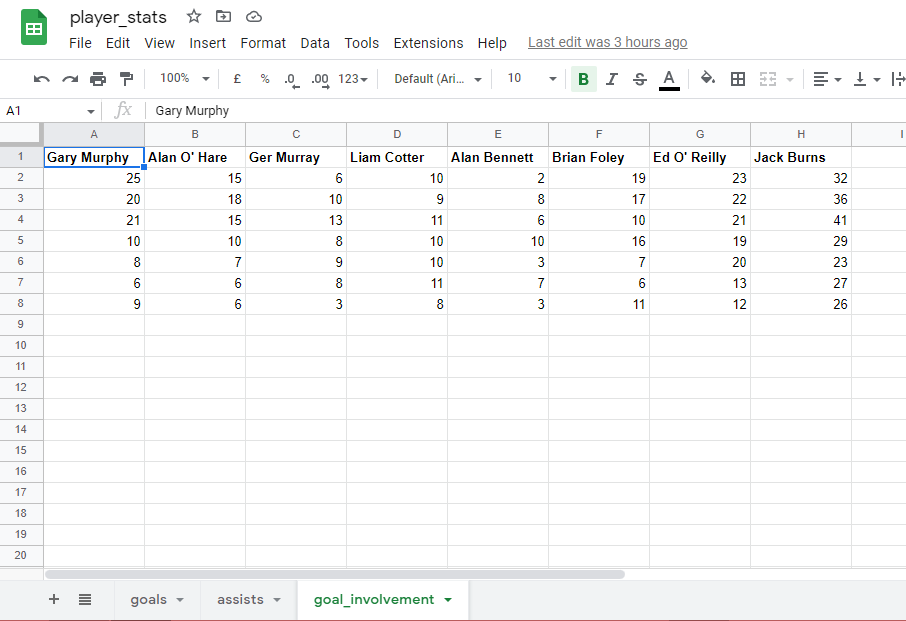 player_stats
File Edit View Insert Format Data Tools Extensions Help Last edit was 3 hours ago
100% £ % .0 .00 123 Default (Ari... 10 B I S A
A1 fx Gary Murphy
A B C D E F G H I
1 Gary Murphy Alan O' Hare Ger Murray Liam Cotter Alan Bennett Brian Foley Ed O' Reilly Jack Burns
2 25 15 6 10 2 19 23 32
3 20 18 10 9 8 17 22 36
4 21 15 13 11 6 10 21 41
5 10 10 8 10 10 16 19 29
6 8 7 9 10 3 7 20 23
7 6 6 8 11 7 6 13 27
8 9 6 3 8 3 11 12 26
9
10
11
12
13
14
15
16
17
18
19
20
+ goals assists goal_involvement